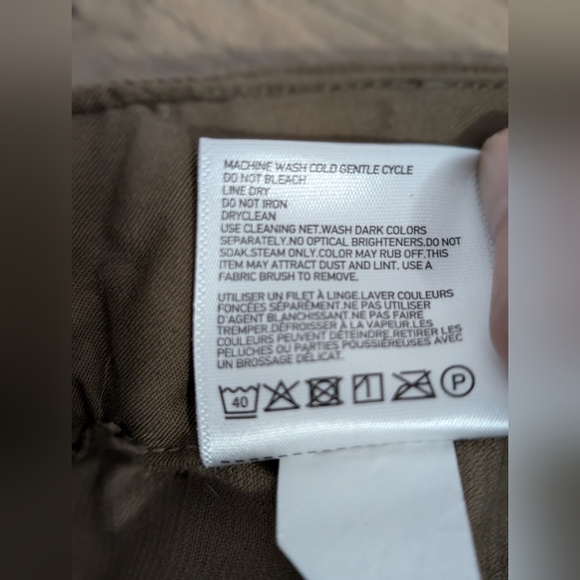 MACHINE WASH COLD GENTLE CYCLE
DO NOT BLEACH
LINE DRY
DO NOT IRON
DRYCLEAN
USE CLEANING NET.WASH DARK COLORS
SEPARATELY.NO OPTICAL BRIGHTENERS.DO NOT
SOAK.STEAM ONLY.COLOR MAY RUB OFF.THIS
ITEM MAY ATTRACT DUST AND LINT. USE A
FABRIC BRUSH TO REMOVE.
UTILISER UN FILET À LINGE.LAVER COULEURS
FONCÉES SÉPARÉMENT.NE PAS UTILISER
D'AGENT BLANCHISSANT.NE PAS FAIRE
TREMPER.DÉFROISSER À LA VAPEUR.LES
COULEURS PEUVENT DÉTEINDRE.RETIRER LES
PELUCHES OU PARTIES POUSSIÉREUSES AVEC
UN BROSSAGE DÉLICAT.
40 P